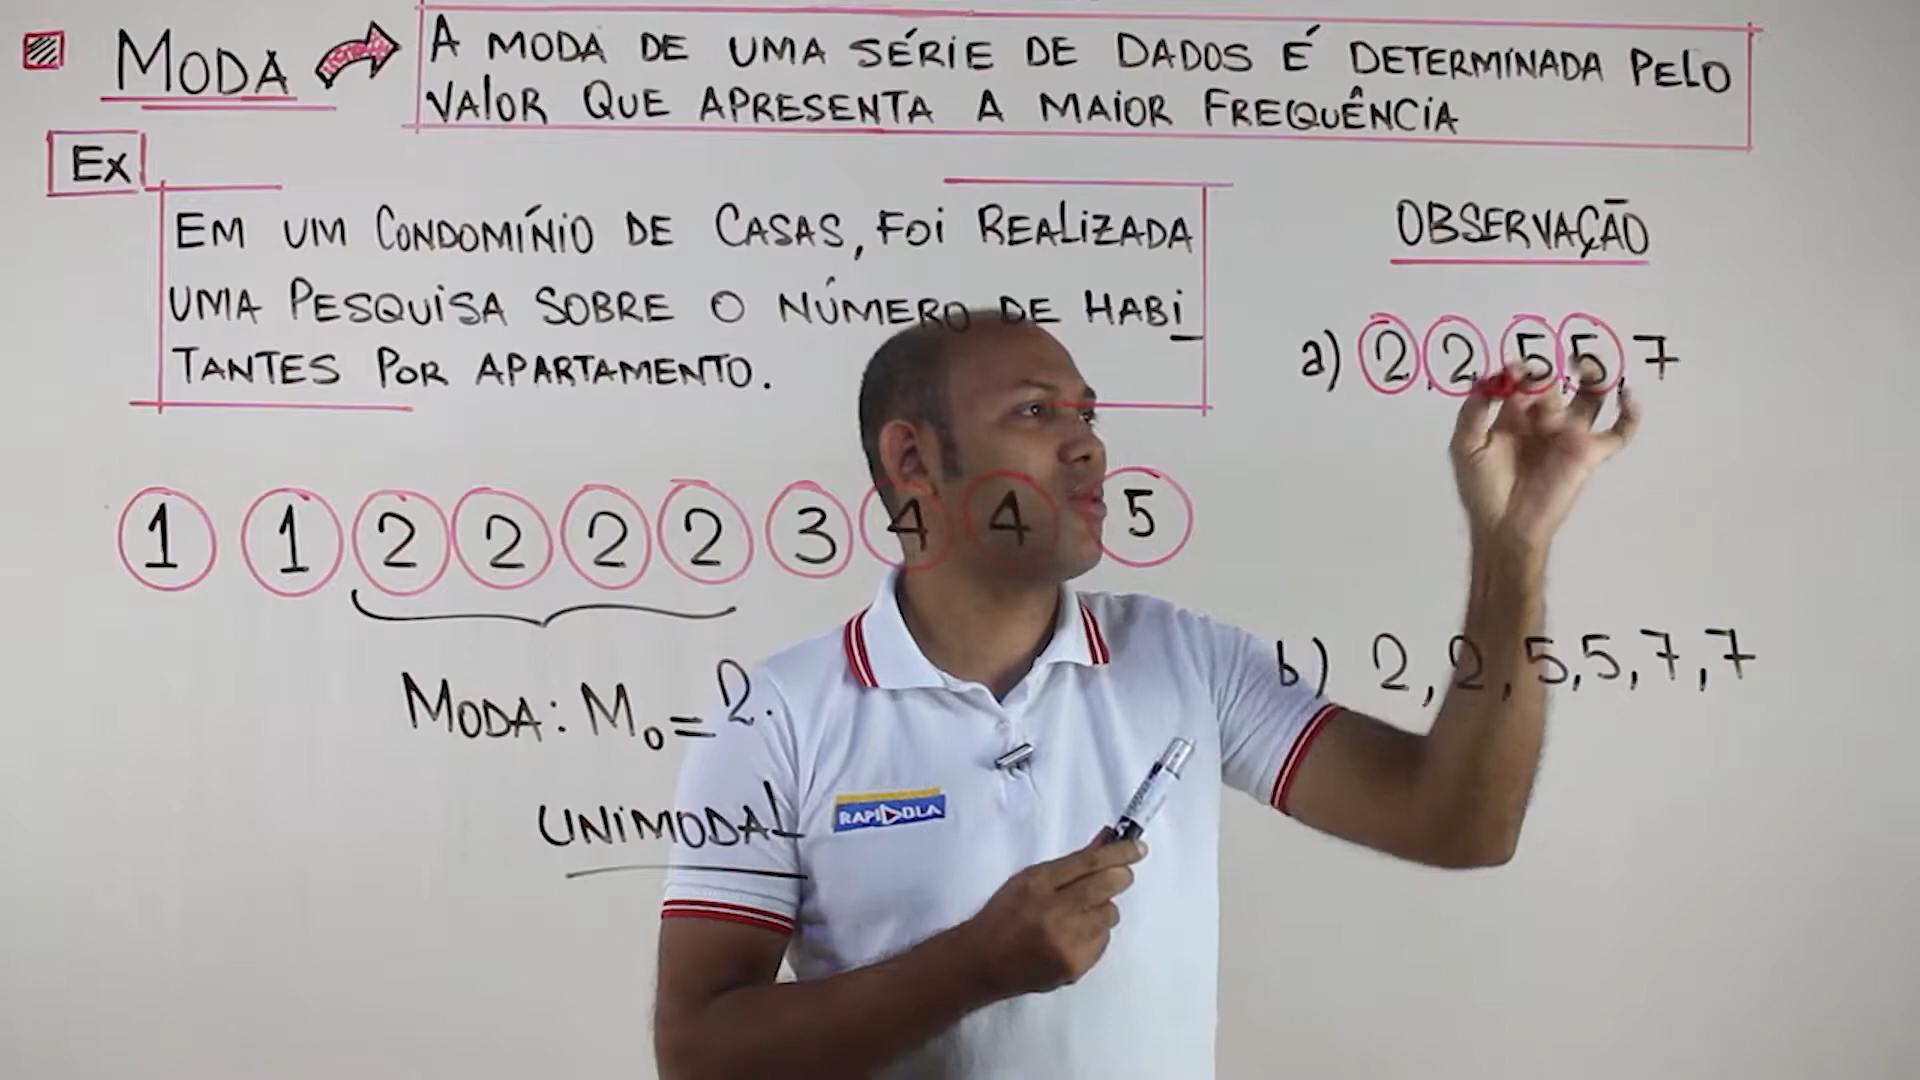 MODA
A MODA DE UMA SÉRIE DE DADOS É DETERMINADA PELO
VALOR QUE APRESENTA A MAIOR FREQUÊNCIA
Ex
EM UM CONDOMÍNIO DE CASAS, FOI REALIZADA
UMA PESQUISA SOBRE O NÚMERO DE HABI_
TANTES POR APARTAMENTO.
1 1 2 2 2 2 3 4 4 5
MODA: Mo = 2.
UNIMODAL
OBSERVAÇÃO
a) 2, 2, 5, 5, 7
b) 2, 2, 5, 5, 7, 7
RAPIDOLA